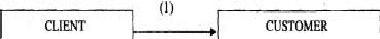 (1)
CLIENT
CUSTOMER